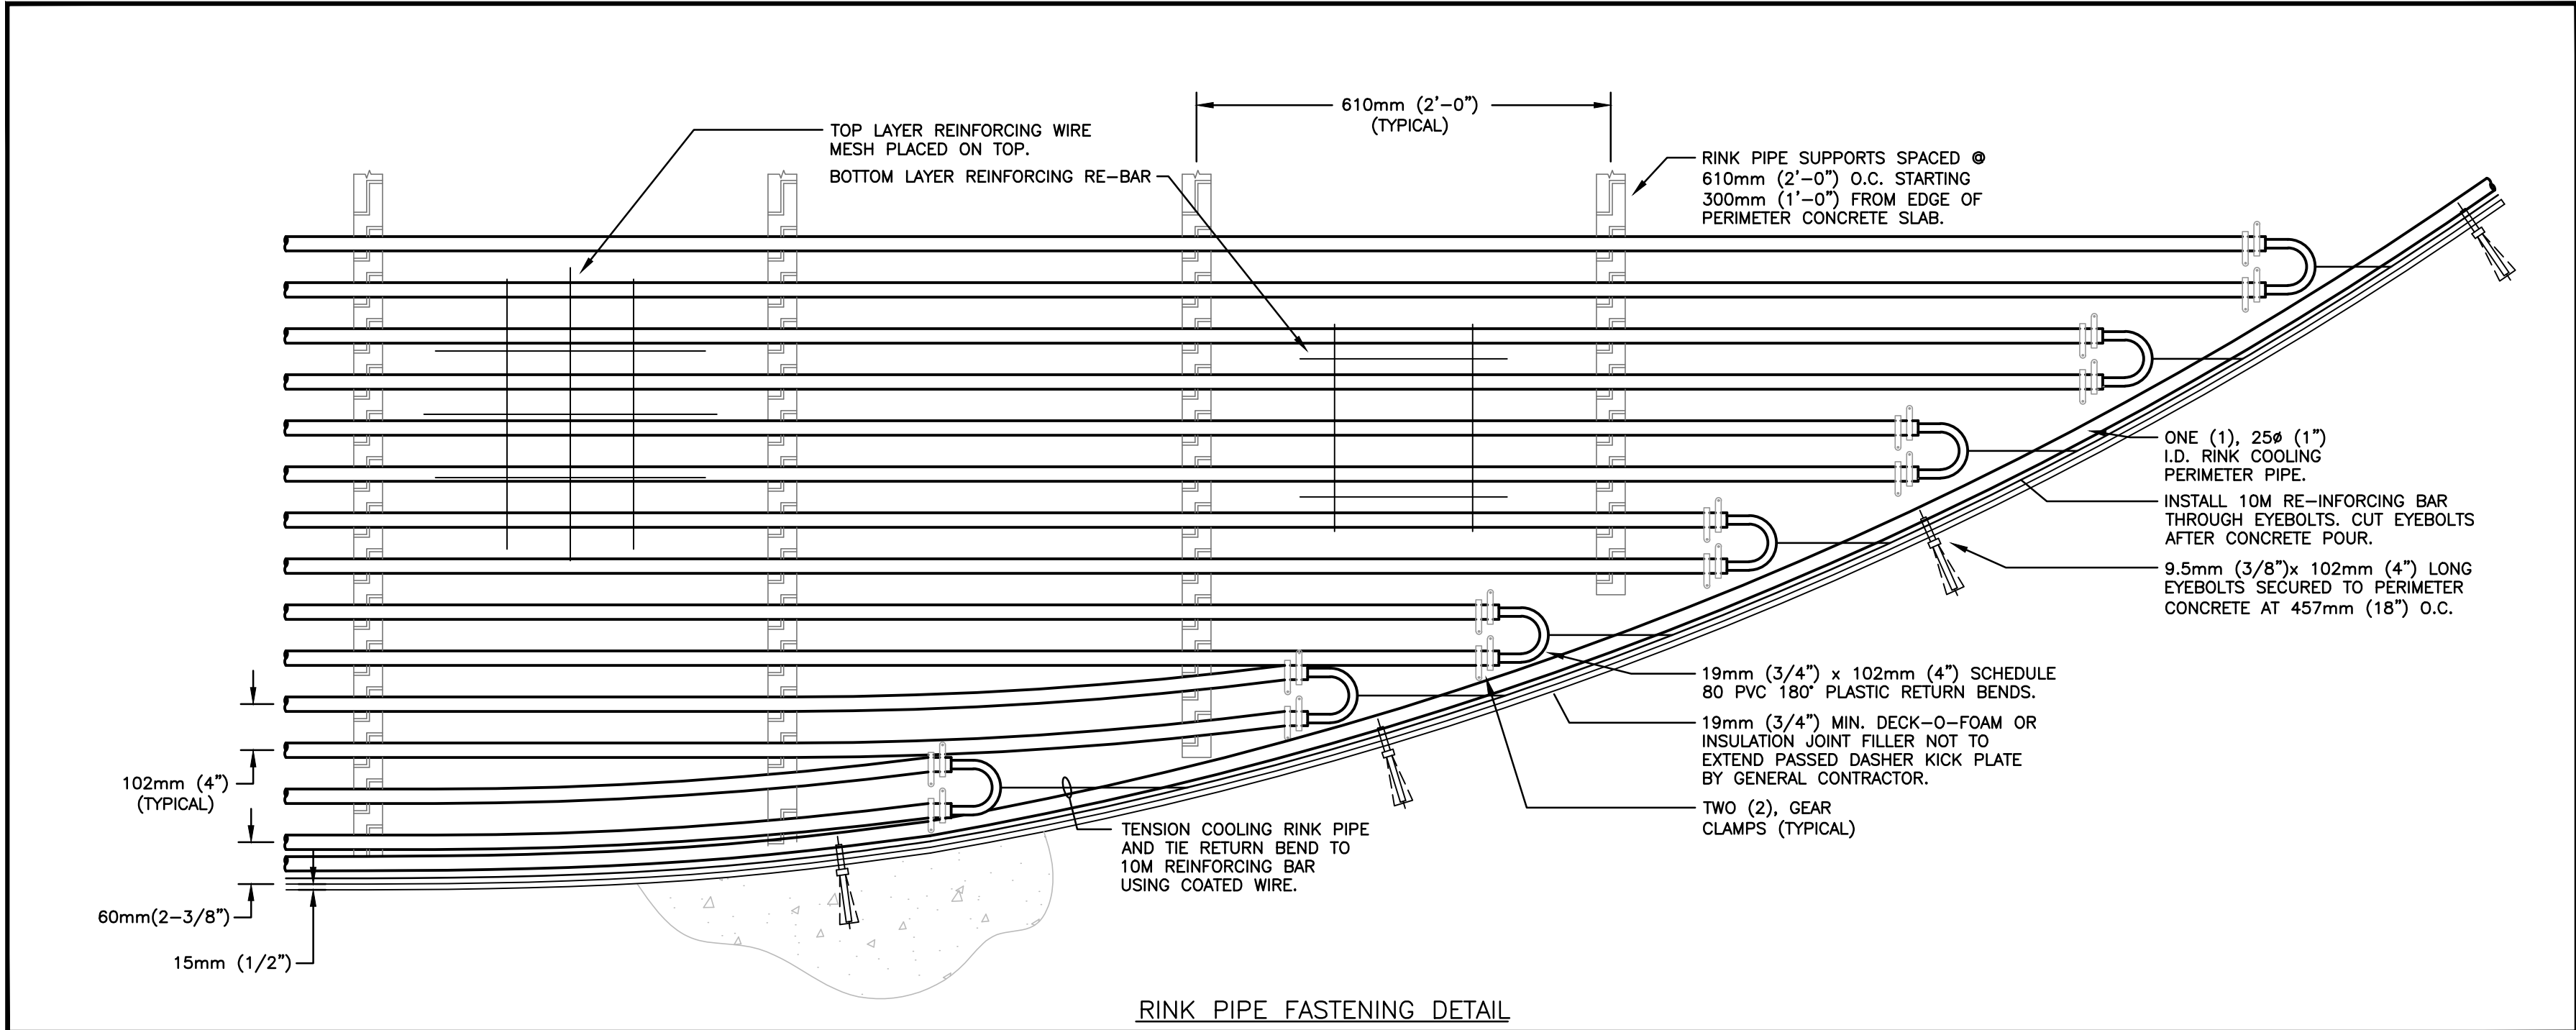 610mm (2'-0")
(TYPICAL)
TOP LAYER REINFORCING WIRE
MESH PLACED ON TOP.
BOTTOM LAYER REINFORCING RE-BAR
RINK PIPE SUPPORTS SPACED @
610mm (2'-0") O.C. STARTING
300mm (1'-0") FROM EDGE OF
PERIMETER CONCRETE SLAB.
ONE (1), 25ø (1")
I.D. RINK COOLING
PERIMETER PIPE.
INSTALL 10M RE-INFORCING BAR
THROUGH EYEBOLTS. CUT EYEBOLTS
AFTER CONCRETE POUR.
9.5mm (3/8")x 102mm (4") LONG
EYEBOLTS SECURED TO PERIMETER
CONCRETE AT 457mm (18") O.C.
19mm (3/4") x 102mm (4") SCHEDULE
80 PVC 180° PLASTIC RETURN BENDS.
19mm (3/4") MIN. DECK-O-FOAM OR
INSULATION JOINT FILLER NOT TO
EXTEND PASSED DASHER KICK PLATE
BY GENERAL CONTRACTOR.
TWO (2), GEAR
CLAMPS (TYPICAL)
102mm (4")
(TYPICAL)
TENSION COOLING RINK PIPE
AND TIE RETURN BEND TO
10M REINFORCING BAR
USING COATED WIRE.
60mm(2-3/8")
15mm (1/2")
RINK PIPE FASTENING DETAIL